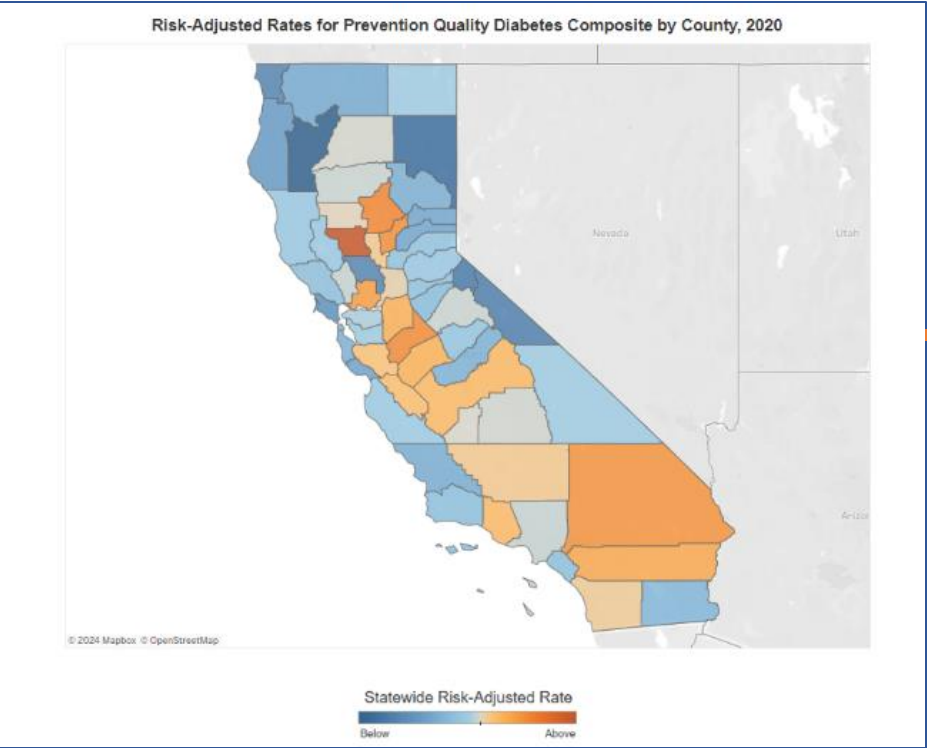 Risk-Adjusted Rates for Prevention Quality Diabetes Composite by County, 2020
Nevada
Utah
© 2024 Mapbox © OpenStreetMap
Statewide Risk-Adjusted Rate
Below
Above